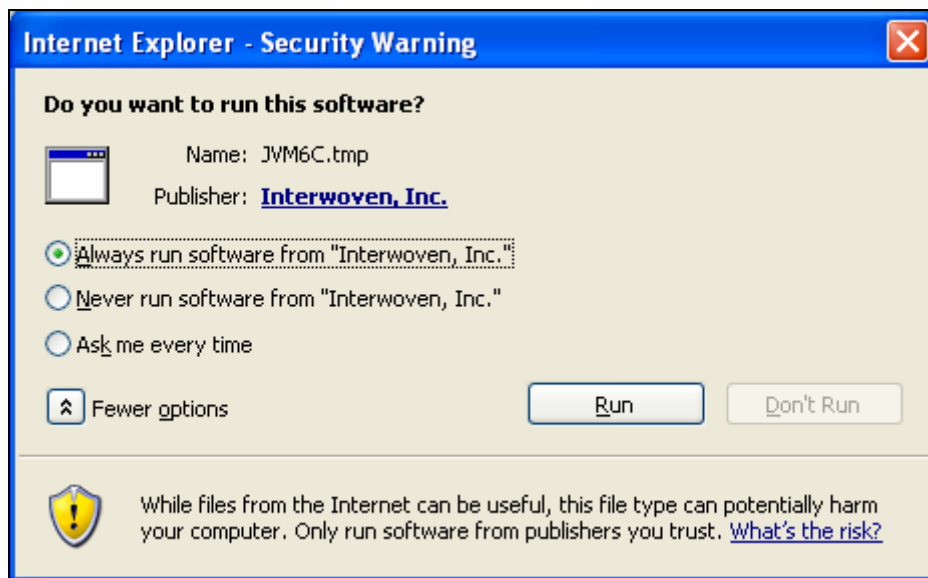 Internet Explorer - Security Warning
Do you want to run this software?
Name: JVM6C.tmp
Publisher: Interwoven, Inc.
Always run software from "Interwoven, Inc."
Never run software from "Interwoven, Inc."
Ask me every time
Fewer options
Run
Don't Run
While files from the Internet can be useful, this file type can potentially harm
your computer. Only run software from publishers you trust. What's the risk?